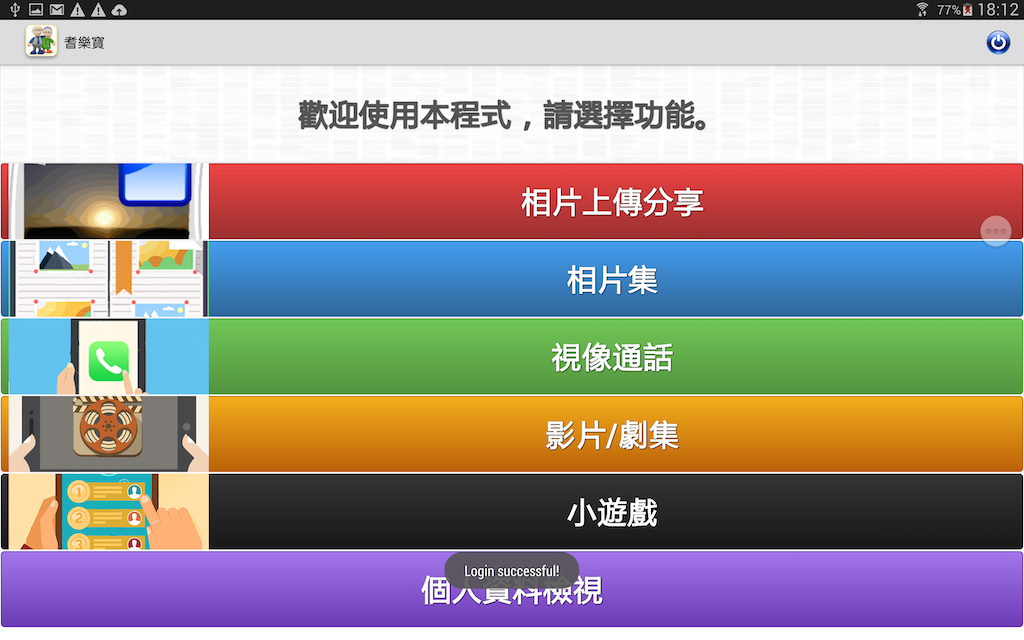 77% 18:12
耆樂寶
歡迎使用本程式，請選擇功能。
相片上傳分享
相片集
視像通話
影片/劇集
1
2
3
小遊戲
Login successful!
個人資料檢視